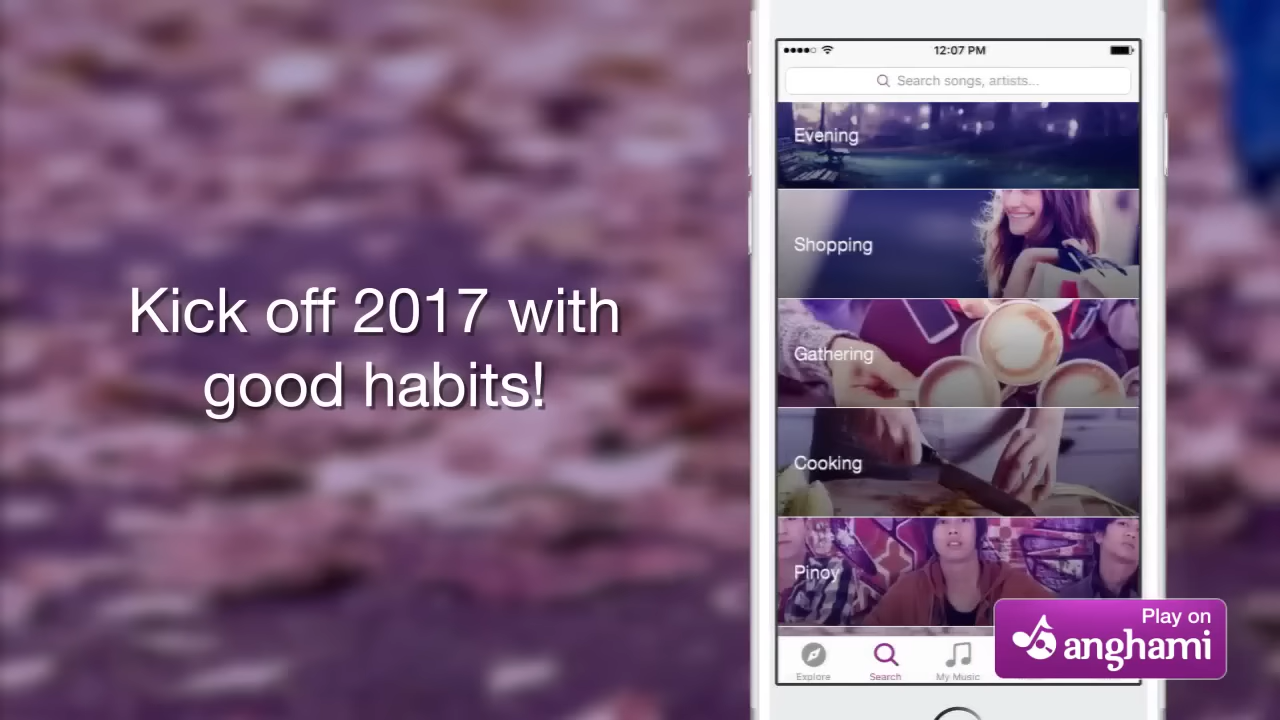 Kick off 2017 with
good habits!
12:07 PM
Search songs, artists...
Evening
Shopping
Gathering
Cooking
Pinoy
Explore
Search
My Music
Play on
anghami